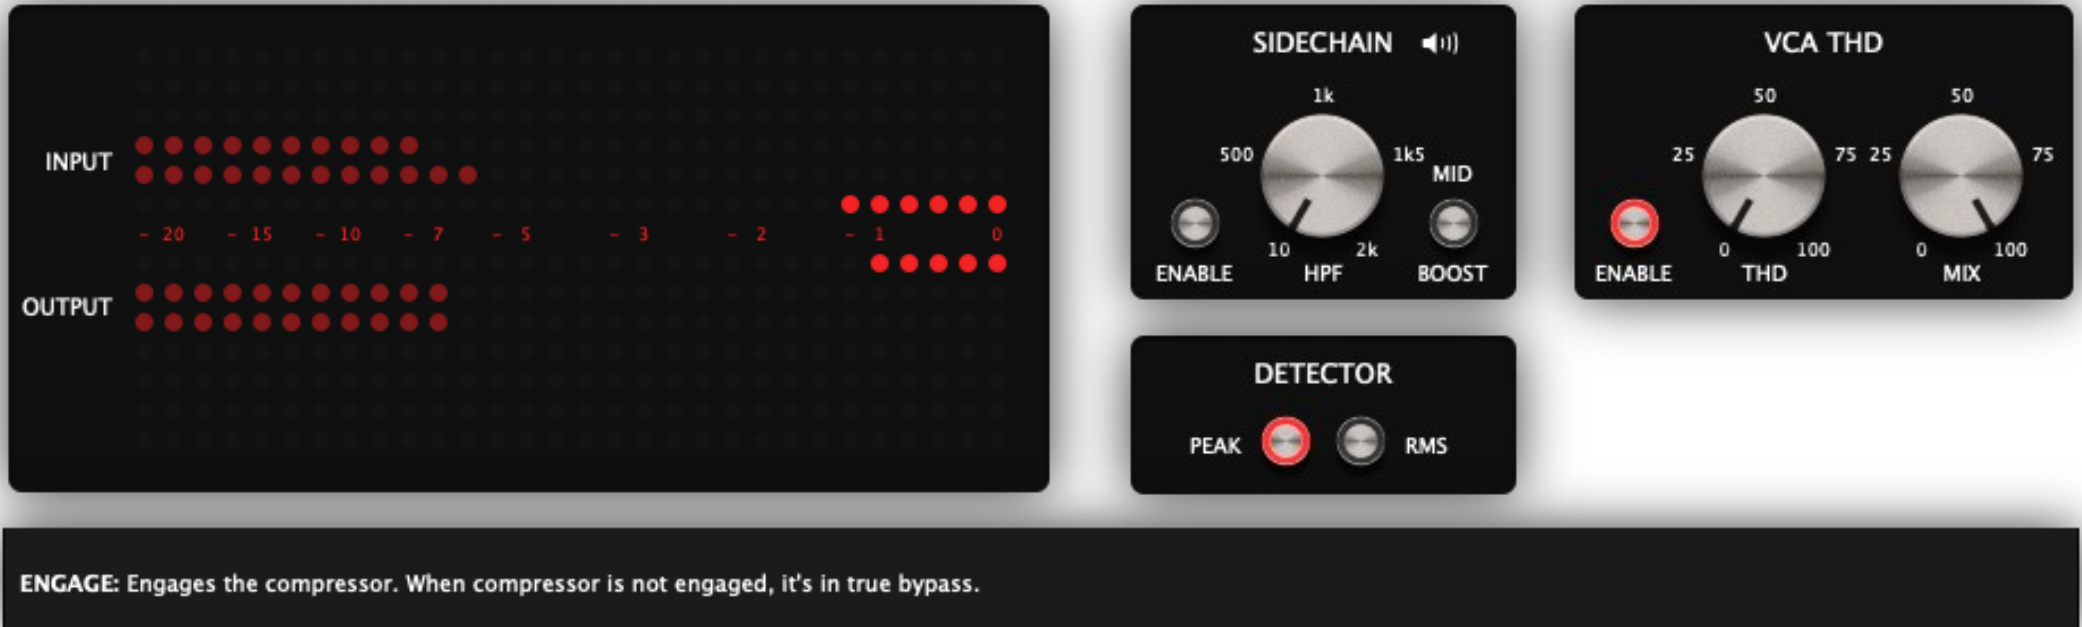 INPUT
- 20 - 15 - 10 - 7 - 5 - 3 - 2 - 1 0
OUTPUT
SIDECHAIN
1k
500 1k5
MID
10 2k
ENABLE HPF BOOST
VCA THD
50 50
25 75 25 75
0 100 0 100
ENABLE THD MIX
DETECTOR
PEAK RMS
ENGAGE: Engages the compressor. When compressor is not engaged, it's in true bypass.